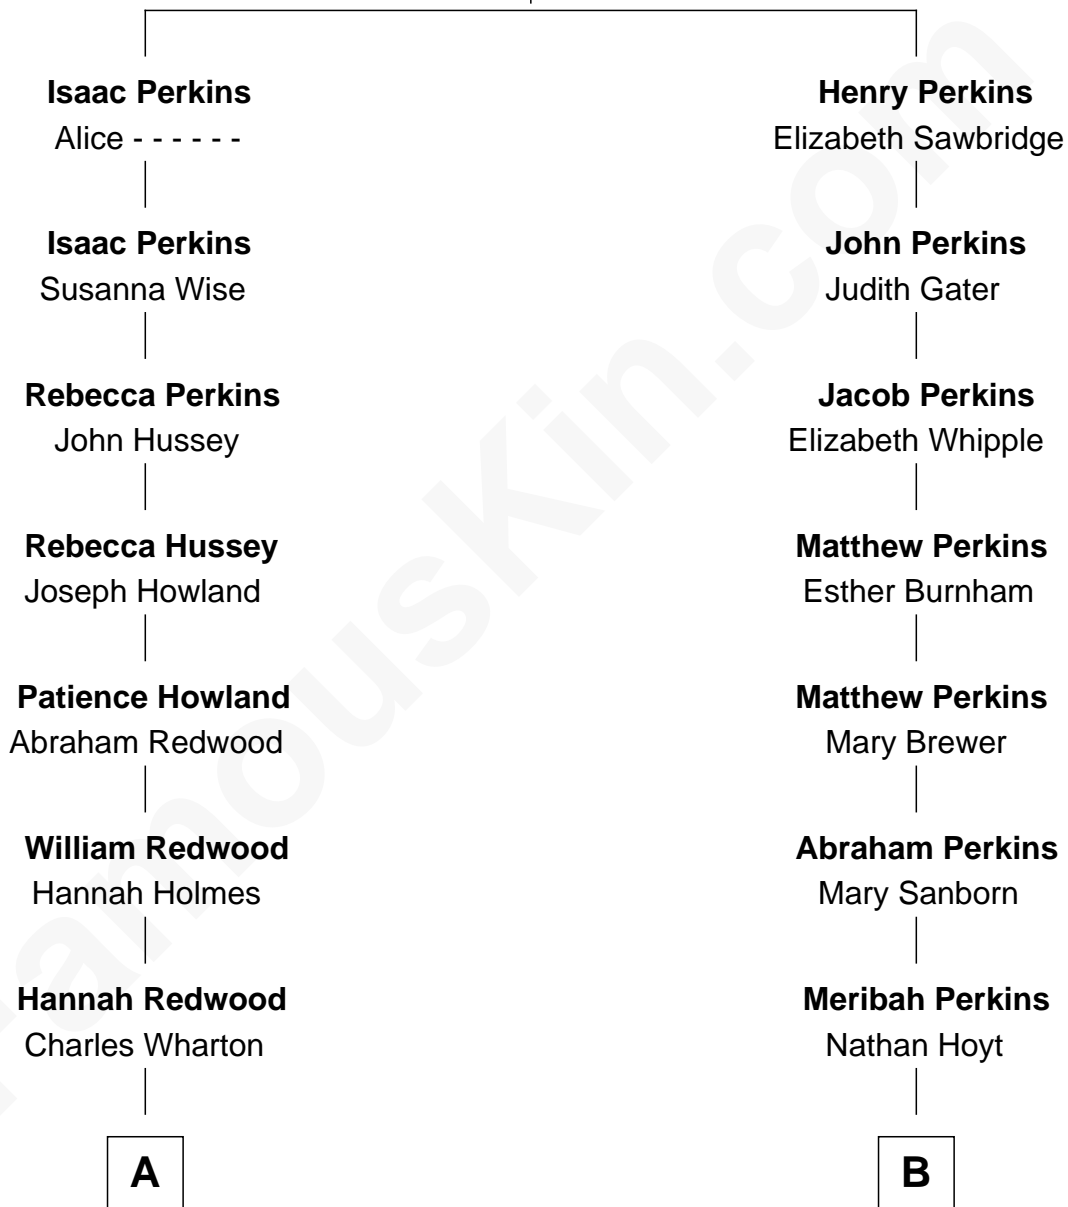 Isaac Perkins
Alice - - - - - -
Isaac Perkins
Susanna Wise
Rebecca Perkins
John Hussey
Rebecca Hussey
Joseph Howland
Patience Howland
Abraham Redwood
William Redwood
Hannah Holmes
Hannah Redwood
Charles Wharton
A
Henry Perkins
Elizabeth Sawbridge
John Perkins
Judith Gater
Jacob Perkins
Elizabeth Whipple
Matthew Perkins
Esther Burnham
Matthew Perkins
Mary Brewer
Abraham Perkins
Mary Sanborn
Meribah Perkins
Nathan Hoyt
B
FamousKin.com